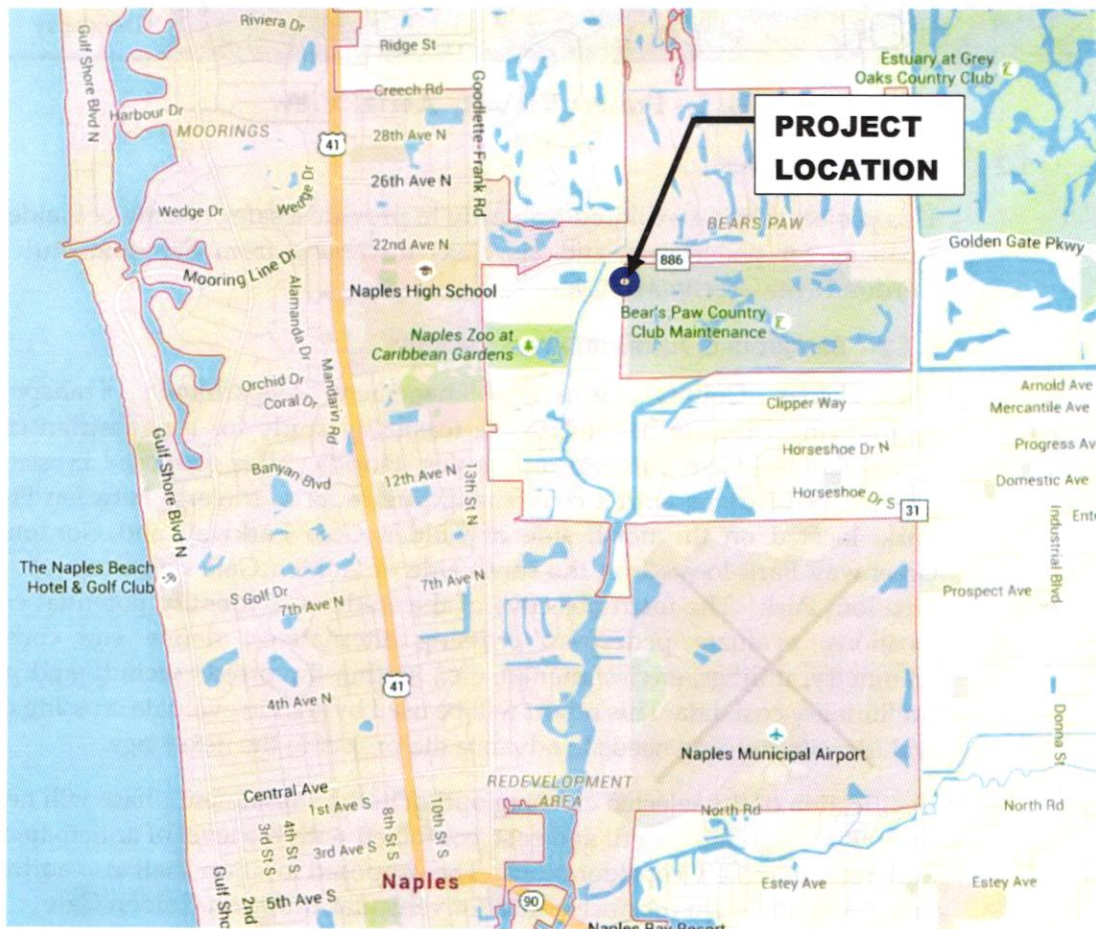 Riviera Dr
Ridge St
Estuary at Grey
Oaks Country Club
Gulf Shore Blvd N
Creech Rd
Goodlette-Frank Rd
Harbour Dr
MOORINGS
28th Ave N
41
PROJECT
LOCATION
26th Ave N
Wedge Dr
Wedge Dr
BEARS PAW
22nd Ave N
Golden Gate Pkwy
886
Mooring Line Dr
Naples High School
Alamanda Dr
Bear's Paw Country
Club Maintenance
Naples Zoo at
Caribbean Gardens
Mandarin Rd
Orchid Dr
Coral Dr
Arnold Ave
Clipper Way
Mercantile Ave
Gulf Shore Blvd N
Horseshoe Dr N
Progress Av
Banyan Blvd
12th Ave N
13th St N
Domestic Ave
Horseshoe Dr S
31
Ente
Industrial Blvd
The Naples Beach
Hotel & Golf Club
7th Ave N
S Golf Dr
7th Ave N
Prospect Ave
41
4th Ave N
Donna St
Naples Municipal Airport
REDEVELOPMENT
AREA
Central Ave
1st Ave S
North Rd
North Rd
3rd St S
4th St S
8th St S
10th St S
3rd Ave S
Naples
Estey Ave
Estey Ave
Gulf Sho
2nd
5th Ave S
90
Naples Bay Resort